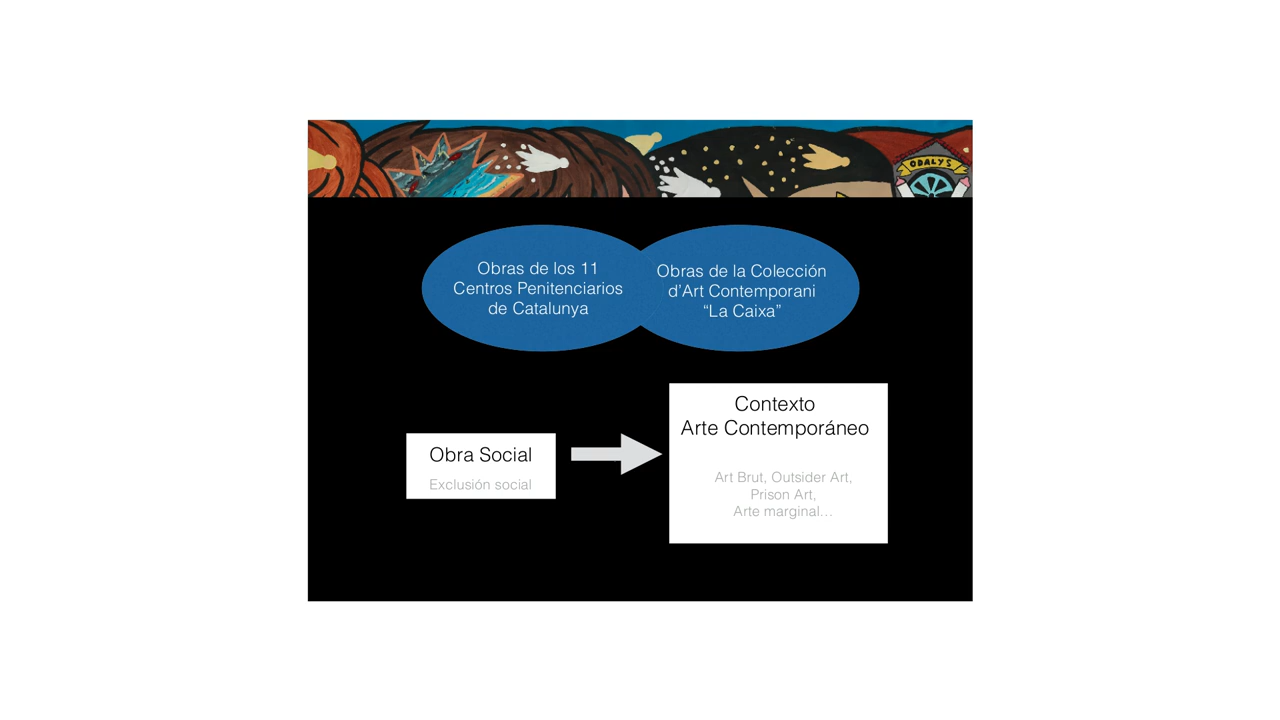 ODALYS
Obras de los 11
Centros Penitenciarios
de Catalunya
Obras de la Colección
d’Art Contemporani
“La Caixa”
Obra Social
Exclusión social
Contexto
Arte Contemporáneo
Art Brut, Outsider Art,
Prison Art,
Arte marginal…